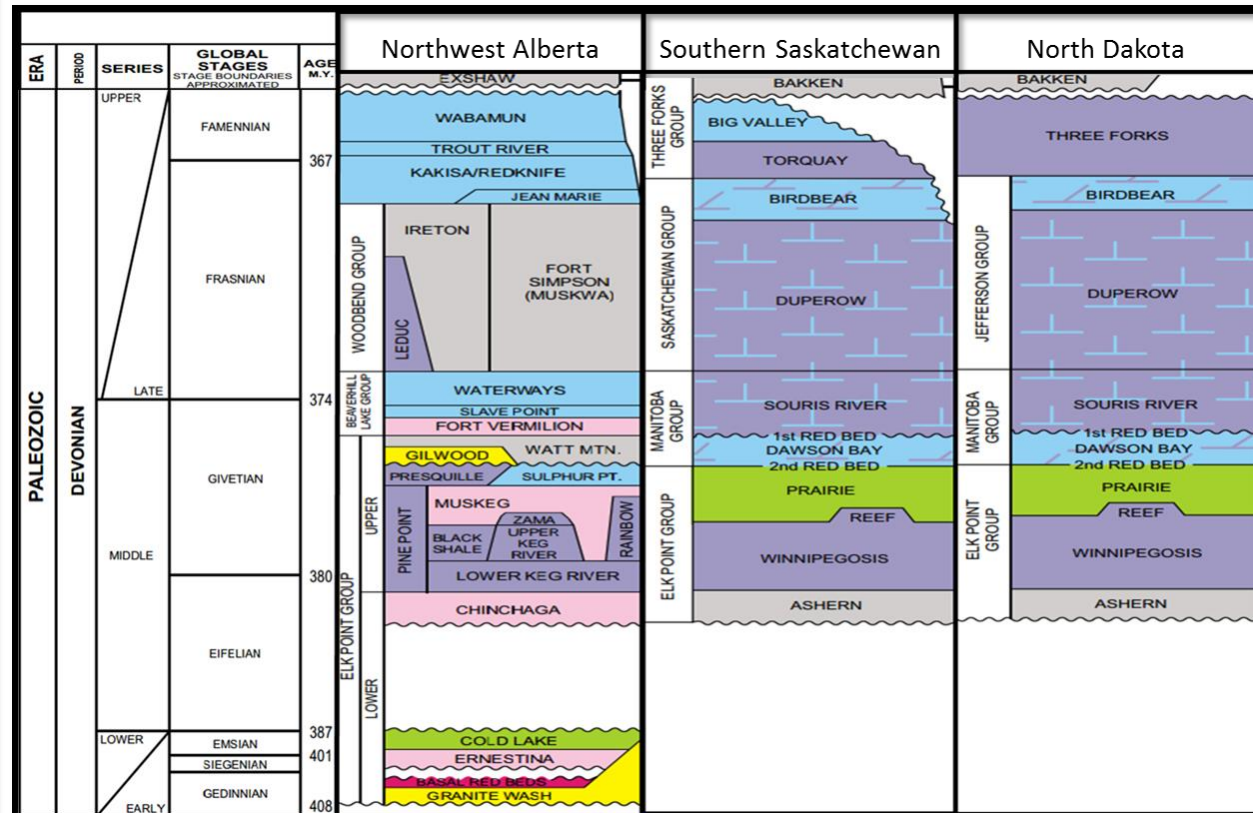 Northwest Alberta
Southern Saskatchewan
North Dakota
ERA
PERIOD
SERIES
GLOBAL
STAGES
STAGE BOUNDARIES
APPROXIMATED
AGE
M.Y.
PALEOZOIC
DEVONIAN
UPPER
LATE
MIDDLE
LOWER
EARLY
FAMENNIAN
FRASNIAN
GIVETIAN
EIFELIAN
EMSIAN
SIEGENIAN
GEDINNIAN
367
374
380
387
401
408
EXSHAW
WABAMUN
TROUT RIVER
KAKISA/REDKNIFE
JEAN MARIE
WOODBEND GROUP
IRETON
LEDUC
FORT
SIMPSON
(MUSKWA)
BEAVERHILL
LAKE GROUP
WATERWAYS
SLAVE POINT
FORT VERMILION
ELK POINT GROUP
UPPER
LOWER
GILWOOD
WATT MTN.
PRESQUILLE
SULPHUR PT.
PINE POINT
MUSKEG
BLACK
SHALE
ZAMA
UPPER
KEG
RIVER
RAINBOW
LOWER KEG RIVER
CHINCHAGA
COLD LAKE
ERNESTINA
BASAL RED BEDS
GRANITE WASH
BAKKEN
THREE FORKS
GROUP
BIG VALLEY
TORQUAY
SASKATCHEWAN GROUP
BIRDBEAR
DUPEROW
MANITOBA
GROUP
SOURIS RIVER
1st RED BED
DAWSON BAY
2nd RED BED
ELK POINT GROUP
PRAIRIE
REEF
WINNIPEGOSIS
ASHERN
BAKKEN
THREE FORKS
JEFFERSON GROUP
BIRDBEAR
DUPEROW
MANITOBA
GROUP
SOURIS RIVER
1st RED BED
DAWSON BAY
2nd RED BED
ELK POINT
GROUP
PRAIRIE
REEF
WINNIPEGOSIS
ASHERN